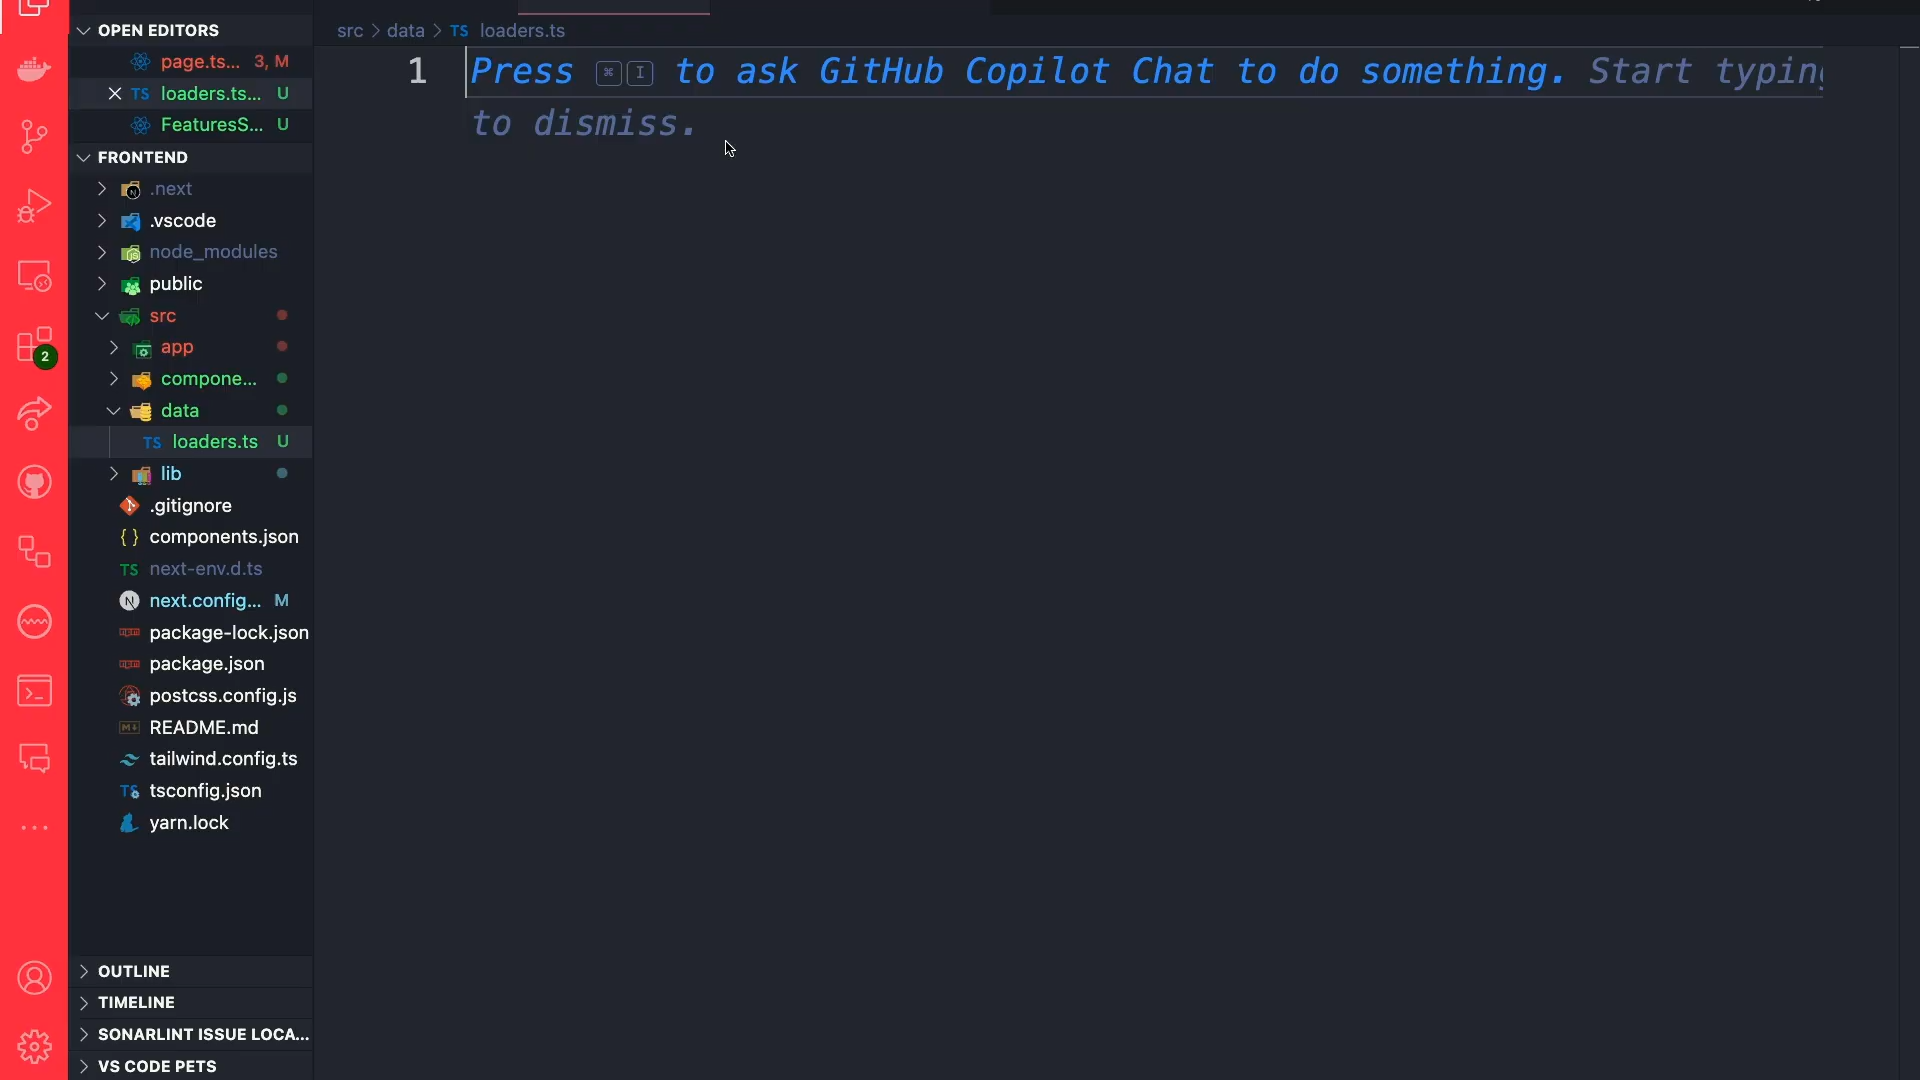 OPEN EDITORS
page.ts... 3, M
TS loaders.ts... U
FeaturesS... U
FRONTEND
.next
.vscode
node_modules
public
src
app
compone...
data
TS loaders.ts U
lib
.gitignore
{ } components.json
TS next-env.d.ts
N next.config... M
package-lock.json
package.json
postcss.config.js
README.md
tailwind.config.ts
TS tsconfig.json
yarn.lock
OUTLINE
TIMELINE
SONARLINT ISSUE LOCA...
VS CODE PETS
2
src > data > TS loaders.ts
1 Press ⌘ I to ask GitHub Copilot Chat to do something. Start typing
to dismiss.